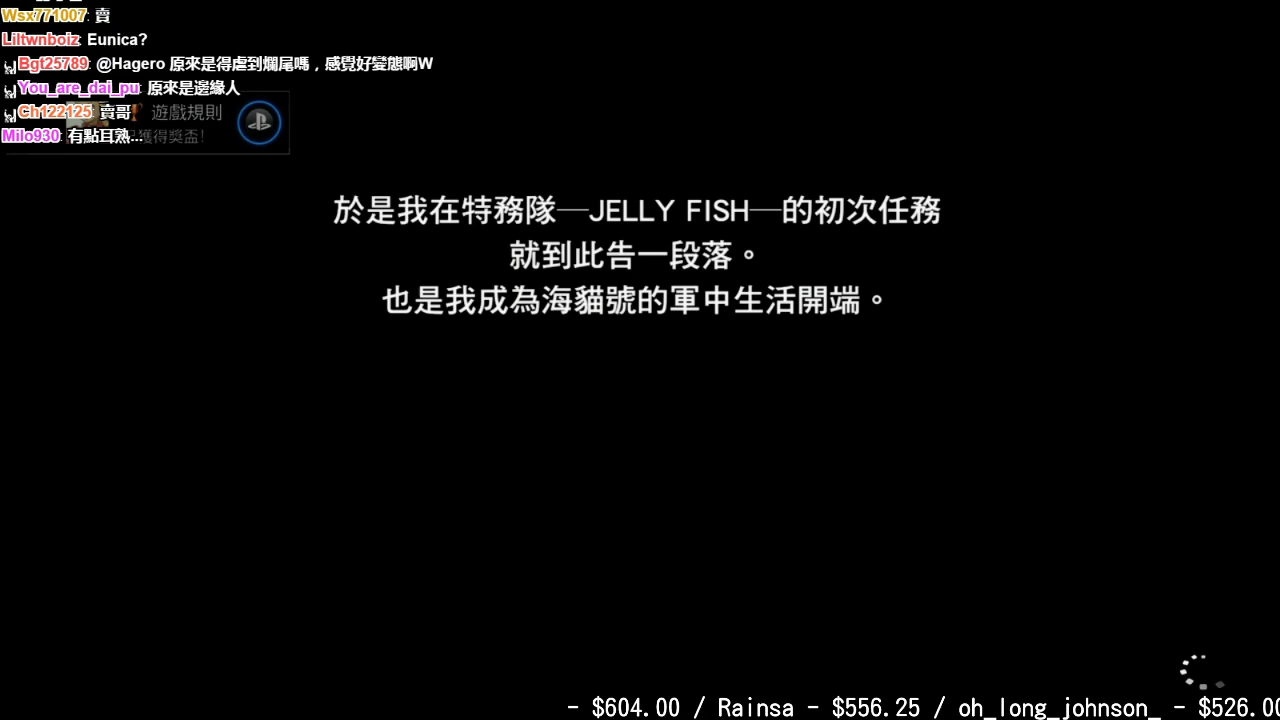 Wsx771007: 賣
Liltwnboiz: Eunica?
Bgt25789: @Hagero 原來是得虐到爛尾嗎，感覺好變態啊W
You_are_dai_pu: 原來是邊緣人
Ch122125: 賣哥
遊戲規則
Milo930: 有點耳熟...
獲得獎盃!
於是我在特務隊—JELLY FISH—的初次任務
就到此告一段落。
也是我成為海貓號的軍中生活開端。
- $604.00 / Rainsa - $556.25 / oh_long_johnson_ - $526.00